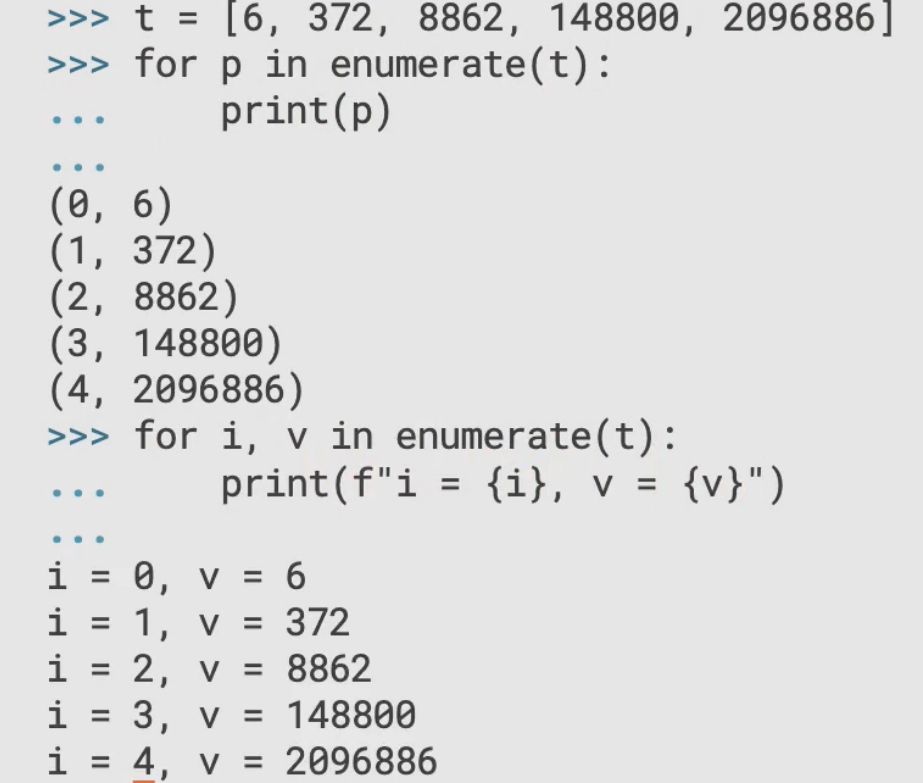 >>> t = [6, 372, 8862, 148800, 2096886]
>>> for p in enumerate(t):
...     print(p)
...
(0, 6)
(1, 372)
(2, 8862)
(3, 148800)
(4, 2096886)
>>> for i, v in enumerate(t):
...     print(f"i = {i}, v = {v}")
...
i = 0, v = 6
i = 1, v = 372
i = 2, v = 8862
i = 3, v = 148800
i = 4, v = 2096886